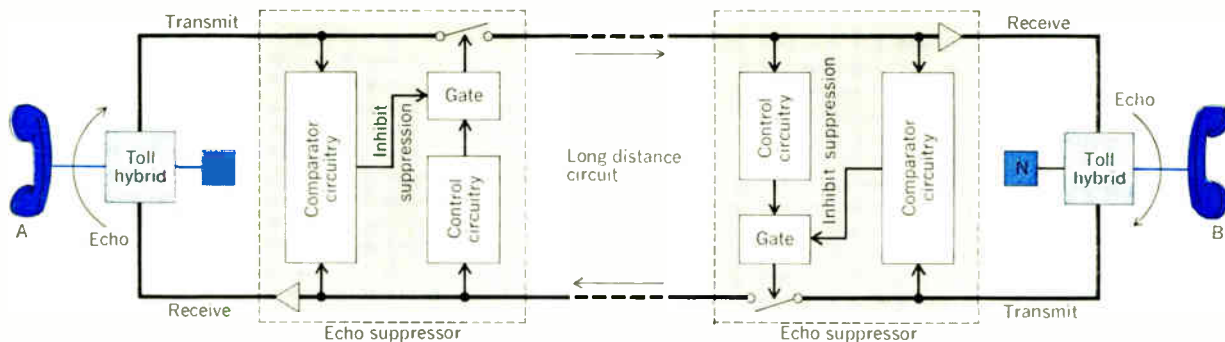 Transmit
Receive
Gate
Inhibit
suppression
Comparator
circuitry
Control
circuitry
Toll
hybrid
A
Echo
Receive
Echo suppressor
Long distance
circuit
Control
circuitry
Inhibit suppression
Comparator
circuitry
Gate
Echo
N
Toll
hybrid
B
Transmit
Echo suppressor